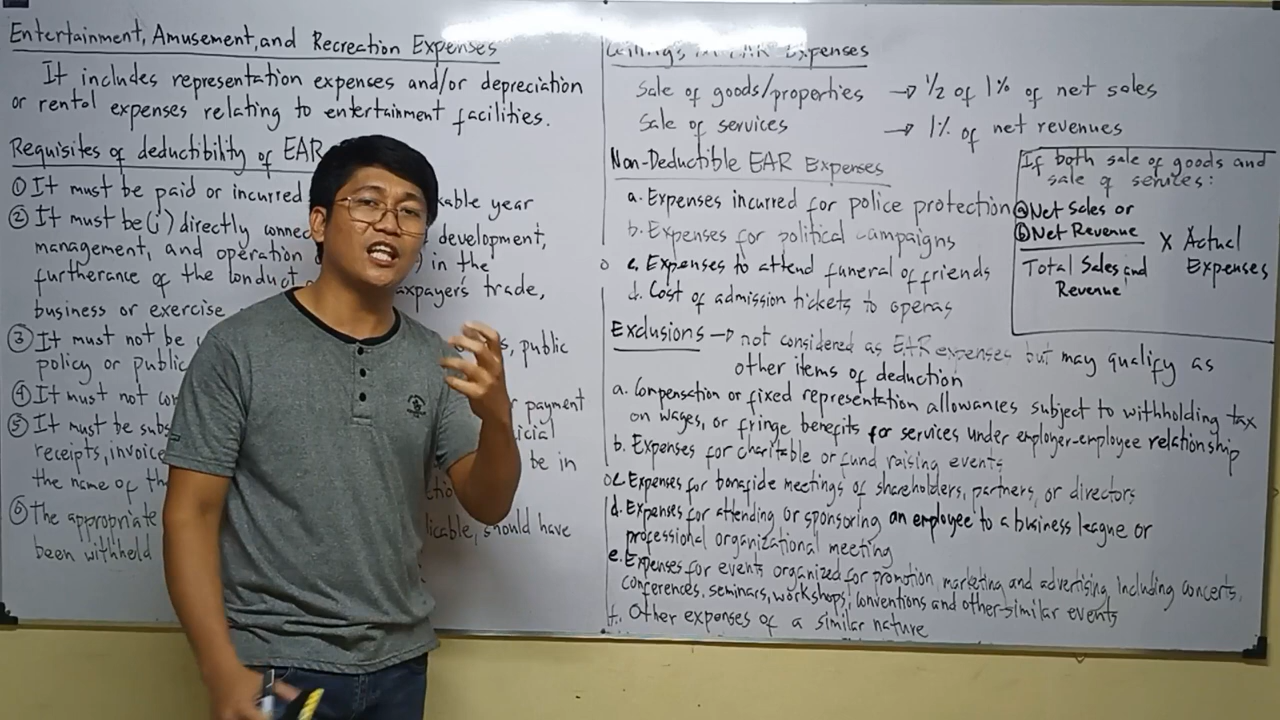 Entertainment, Amusement, and Recreation Expenses
It includes representation expenses and/or depreciation
or rental expenses relating to entertainment facilities.
Requisites of deductibility of EAR
① It must be paid or incurred
year
② It must be (i) directly
development,
management, and operation
) in the
furtherance of the
trade,
business or exercise
③ It must not be
, public
policy or public
④ It must not
payment
⑤ It must be
receipts,
be in
the name of
⑥ The appropriate
should have
been withheld
EAR Expenses
Sale of goods/properties → 1/2 of 1% of net sales
Sale of services → 1% of net revenues
Non-Deductible EAR Expenses
a. Expenses incurred for police protection
b. Expenses for political campaigns
c. Expenses to attend funeral of friends
d. Cost of admission tickets to operas
If both sale of goods and
sale of services:
ⓐ Net Sales or
ⓑ Net Revenue
Total Sales and
Revenue
X Actual
Expenses
Exclusions → not considered as EAR expenses but may qualify as
other items of deduction
a. Compensation or fixed representation allowances subject to withholding tax
on wages, or fringe benefits for services under employer-employee relationship
b. Expenses for charitable or fund raising events
c. Expenses for bonafide meetings of shareholders, partners, or directors
d. Expenses for attending or sponsoring an employee to a business league or
professional organizational meeting
e. Expenses for events organized for promotion, marketing and advertising, including concerts,
conferences, seminars, workshops, conventions and other similar events
f. Other expenses of a similar nature